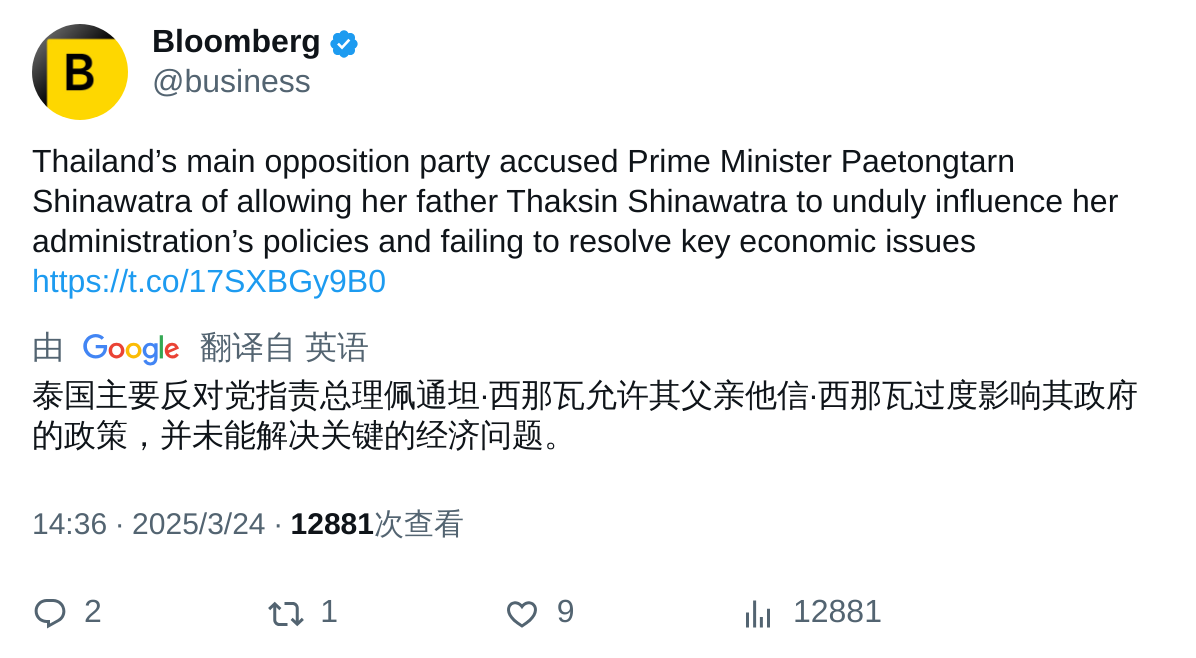 B
Bloomberg
@business
Thailand’s main opposition party accused Prime Minister Paetongtarn
Shinawatra of allowing her father Thaksin Shinawatra to unduly influence her
administration’s policies and failing to resolve key economic issues
https://t.co/17SXBGy9B0
由 Google 翻译自 英语
泰国主要反对党指责总理佩通坦·西那瓦允许其父亲他信·西那瓦过度影响其政府
的政策，并未能解决关键的经济问题。
14:36 · 2025/3/24 · 12881次查看
2 1 9 12881